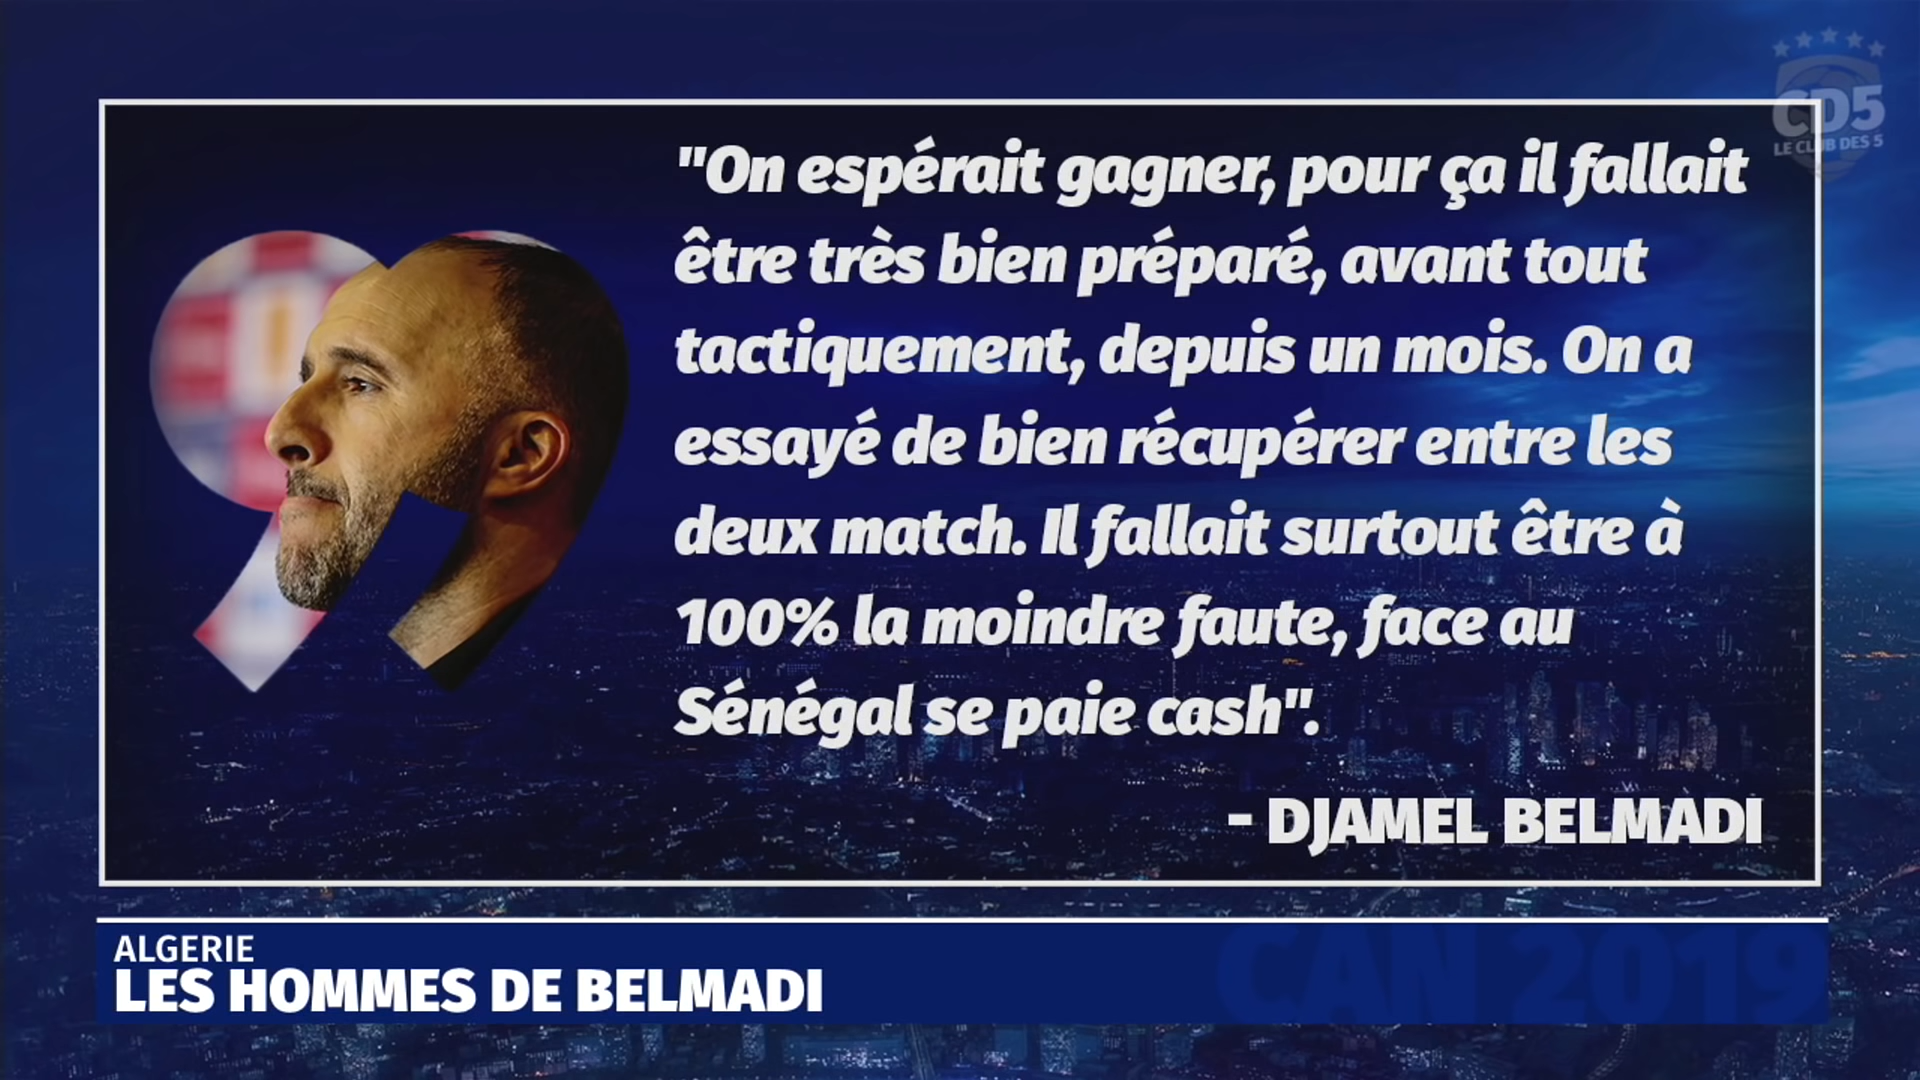 CD5
LE CLUB DES 5
"On espérait gagner, pour ça il fallait
être très bien préparé, avant tout
tactiquement, depuis un mois. On a
essayé de bien récupérer entre les
deux match. Il fallait surtout être à
100% la moindre faute, face au
Sénégal se paie cash".
- DJAMEL BELMADI
ALGERIE
LES HOMMES DE BELMADI
CAN 2019